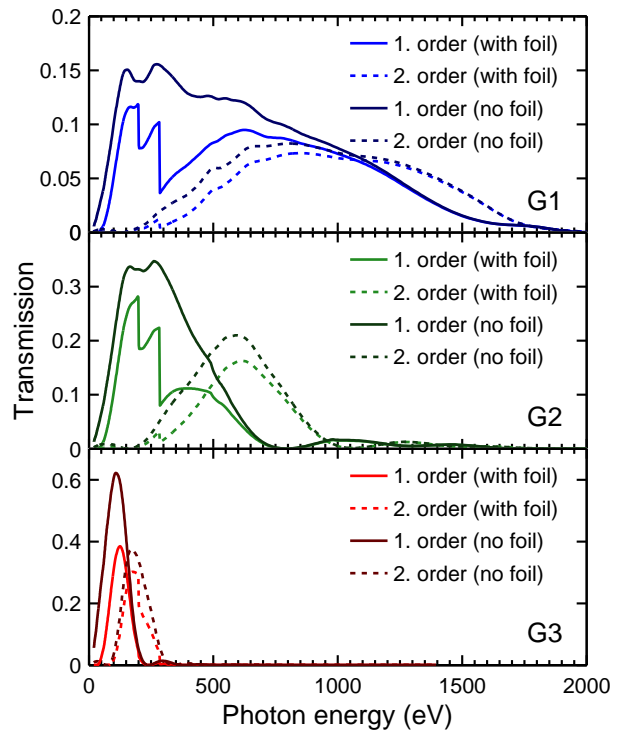 0.2
0.15
0.1
0.05
0
1. order (with foil)
2. order (with foil)
1. order (no foil)
2. order (no foil)
G1
0.3
0.2
0.1
0
1. order (with foil)
2. order (with foil)
1. order (no foil)
2. order (no foil)
G2
Transmission
0.6
0.4
0.2
0
1. order (with foil)
2. order (with foil)
1. order (no foil)
2. order (no foil)
G3
0 500 1000 1500 2000
Photon energy (eV)